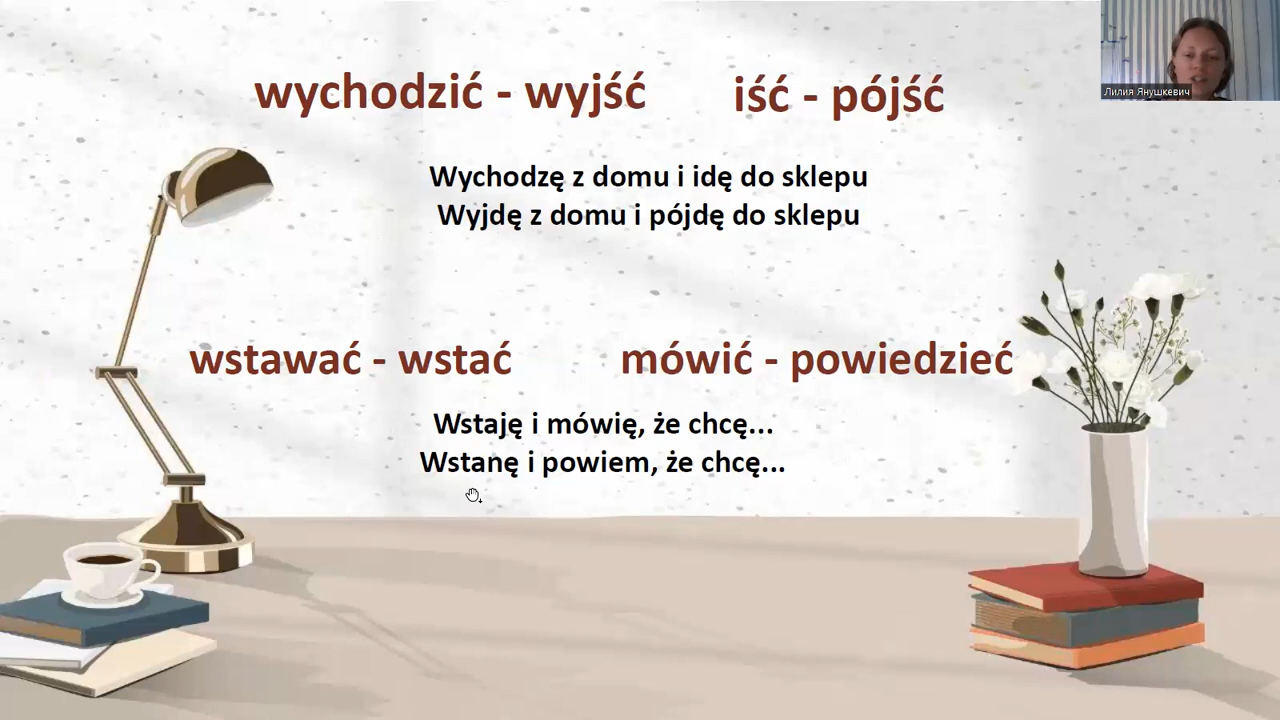 wychodzić - wyjść iść - pójść
Лилия Янушкевич
Wychodzę z domu i idę do sklepu
Wyjdę z domu i pójdę do sklepu
wstawać - wstać mówić - powiedzieć
Wstaję i mówię, że chcę...
Wstanę i powiem, że chcę...